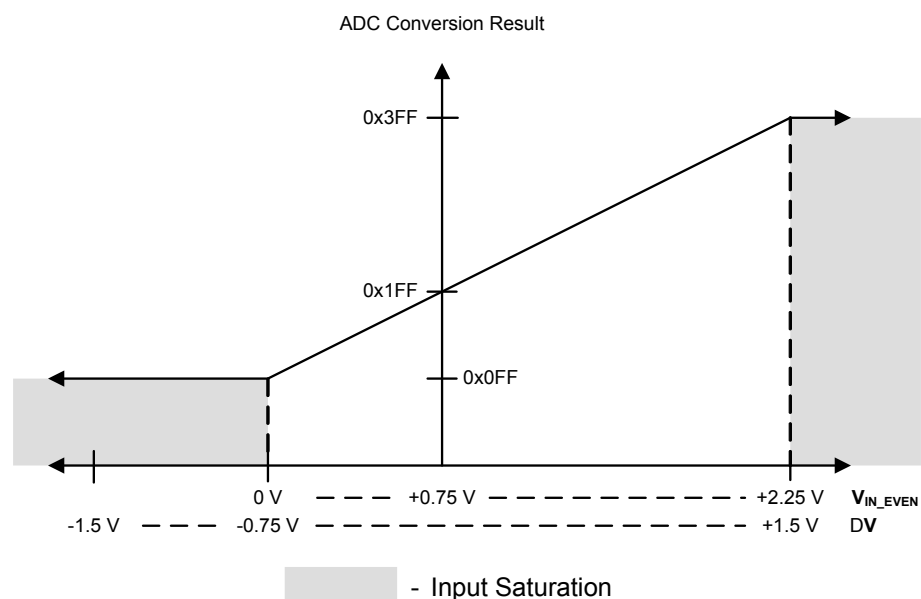 ADC Conversion Result
0x3FF
0x1FF
0x0FF
0 V +0.75 V +2.25 V VIN_EVEN
-1.5 V -0.75 V +1.5 V DV
- Input Saturation